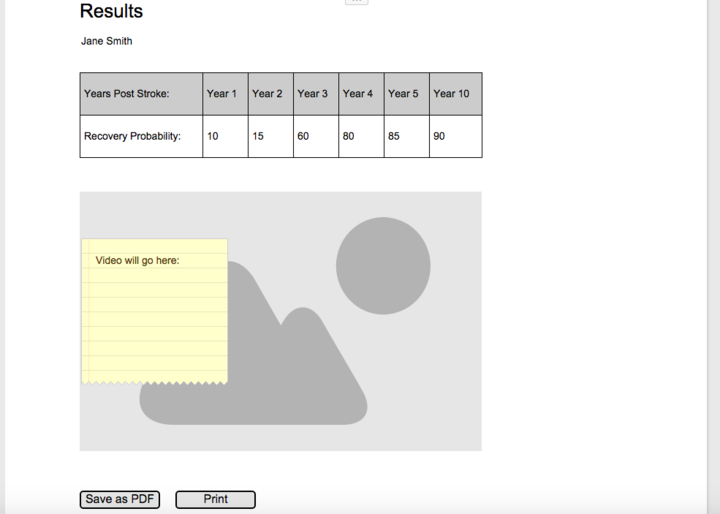 Results
Jane Smith
Years Post Stroke: Year 1 Year 2 Year 3 Year 4 Year 5 Year 10
Recovery Probability: 10 15 60 80 85 90
Video will go here:
Save as PDF Print